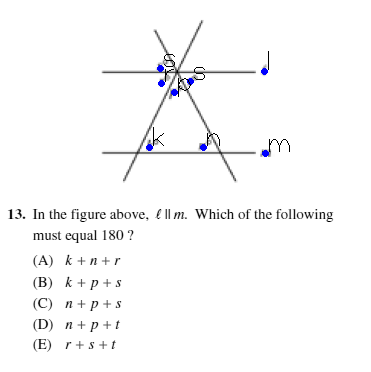 s
r
s
p
l
k
n
m
13. In the figure above, ℓ || m. Which of the following
must equal 180 ?
(A) k + n + r
(B) k + p + s
(C) n + p + s
(D) n + p + t
(E) r + s + t